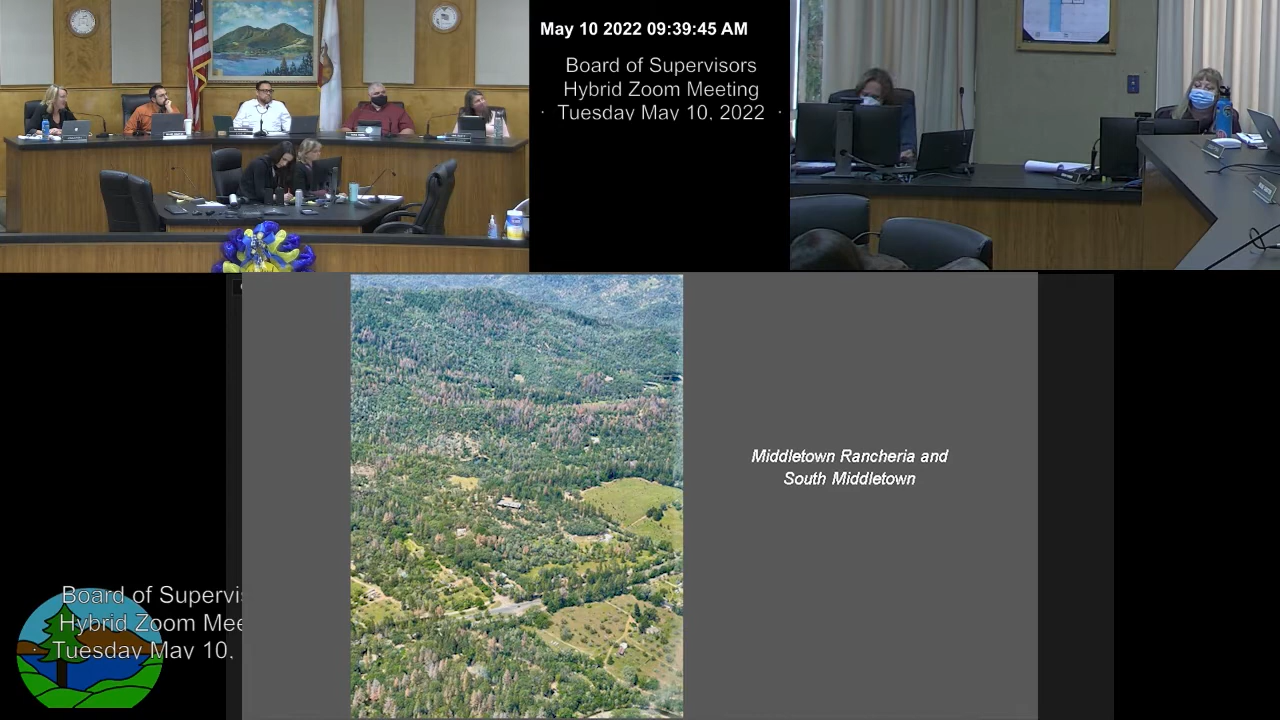 May 10 2022 09:39:45 AM
Board of Supervisors
Hybrid Zoom Meeting
· Tuesday May 10, 2022 ·
Middletown Rancheria and
South Middletown
Board of Supervis
Hybrid Zoom Mee
· Tuesday May 10,